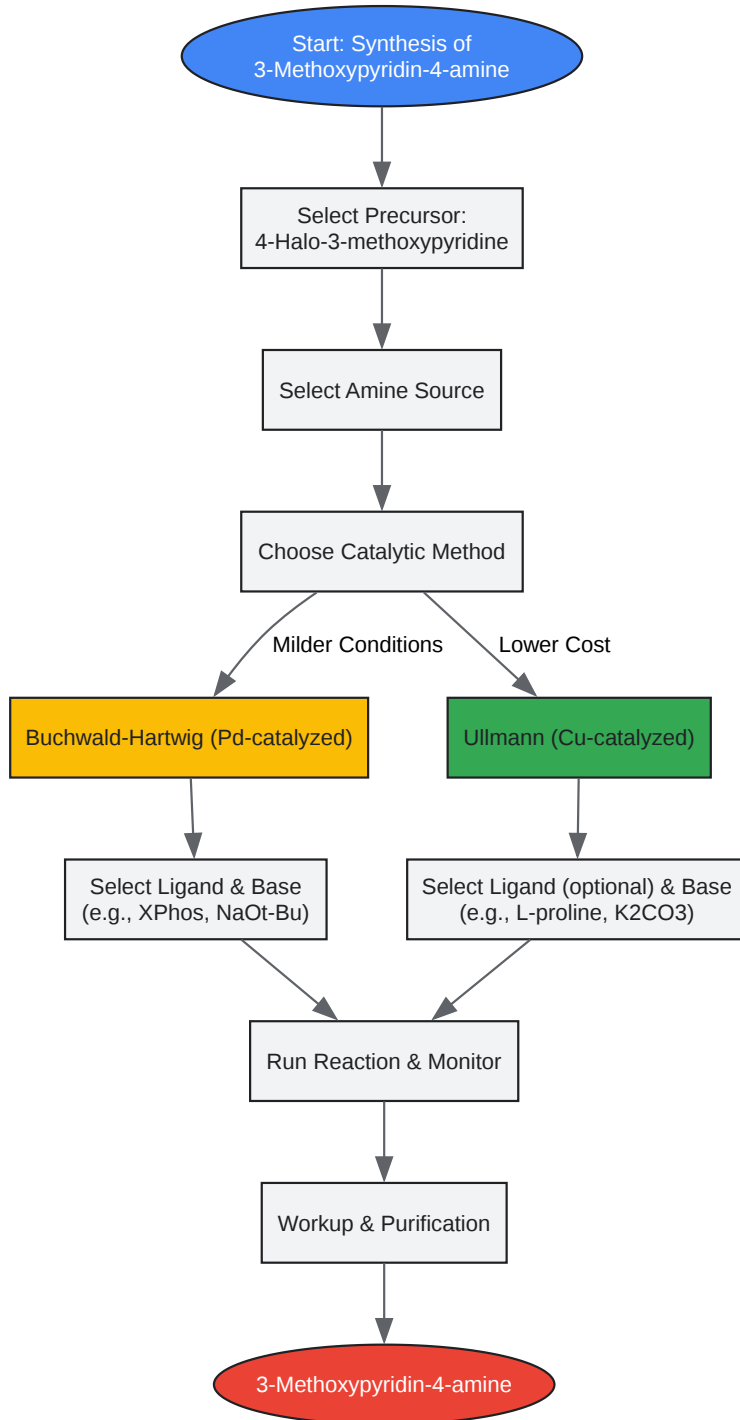 Start: Synthesis of
3-Methoxypyridin-4-amine
Select Precursor:
4-Halo-3-methoxypyridine
Select Amine Source
Choose Catalytic Method
Milder Conditions
Lower Cost
Buchwald-Hartwig (Pd-catalyzed)
Ullmann (Cu-catalyzed)
Select Ligand & Base
(e.g., XPhos, NaOt-Bu)
Select Ligand (optional) & Base
(e.g., L-proline, K2CO3)
Run Reaction & Monitor
Workup & Purification
3-Methoxypyridin-4-amine